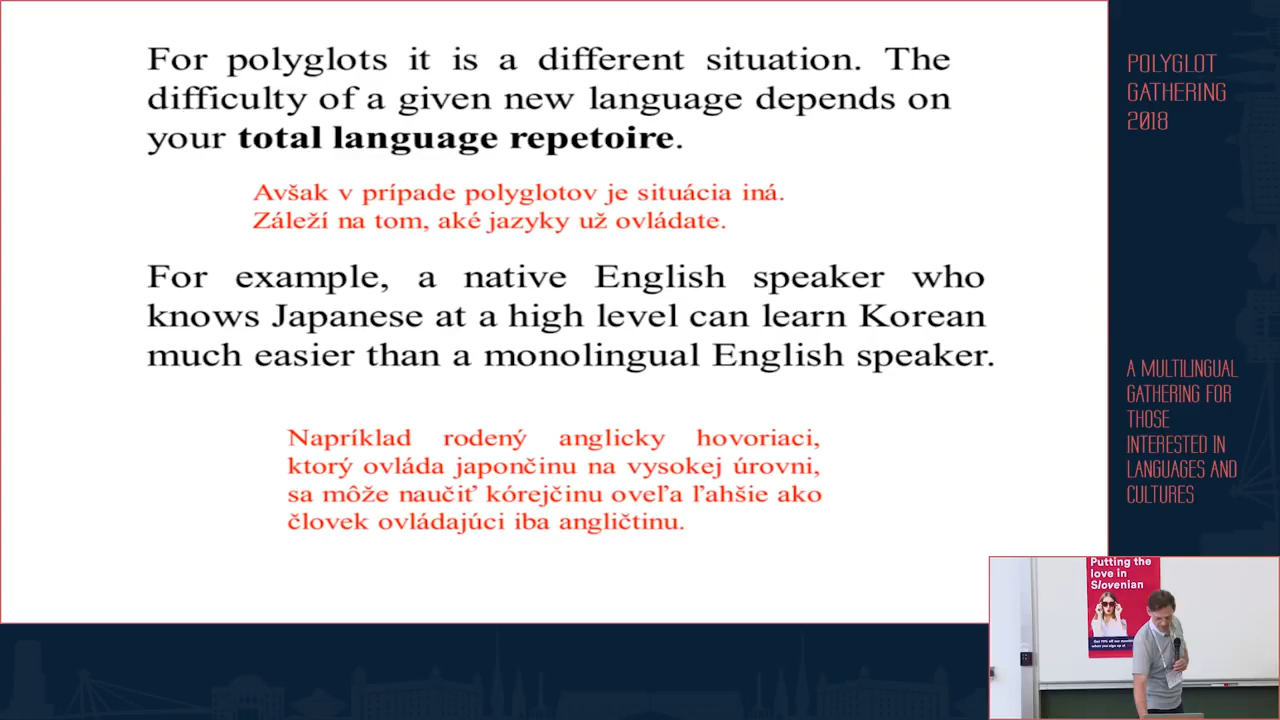 For polyglots it is a different situation. The
difficulty of a given new language depends on
your total language repetoire.
Avšak v prípade polyglotov je situácia iná.
Záleží na tom, aké jazyky už ovládate.
For example, a native English speaker who
knows Japanese at a high level can learn Korean
much easier than a monolingual English speaker.
Napríklad rodený anglicky hovoriaci,
ktorý ovláda japončinu na vysokej úrovni,
sa môže naučiť kórejčinu oveľa ľahšie ako
človek ovládajúci iba angličtinu.
POLYGLOT
GATHERING
2018
A MULTILINGUAL
GATHERING FOR
THOSE
INTERESTED IN
LANGUAGES AND
CULTURES
Putting the
love in
Slovenian